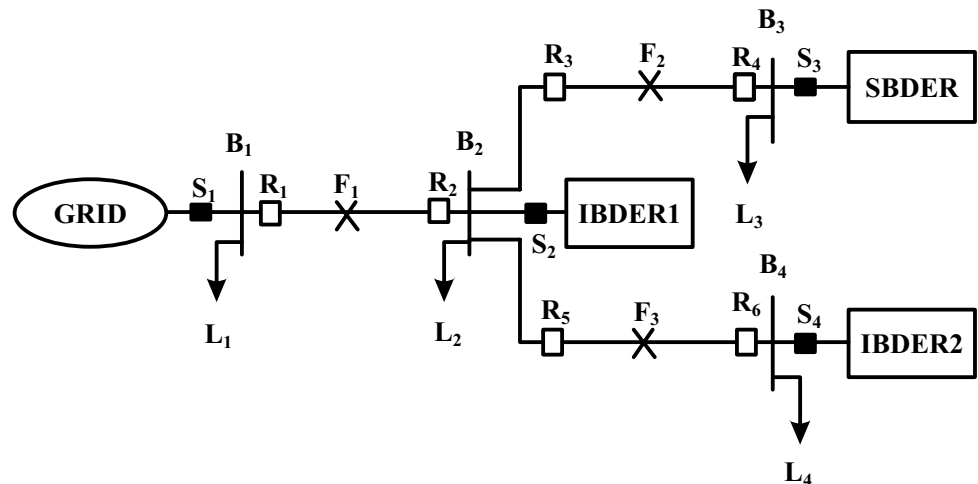 B₃
R₃
F₂
R₄
S₃
SBDER
B₁
B₂
S₁
R₁
F₁
R₂
GRID
IBDER1
S₂
L₃
L₁
L₂
B₄
R₅
F₃
R₆
S₄
IBDER2
L₄